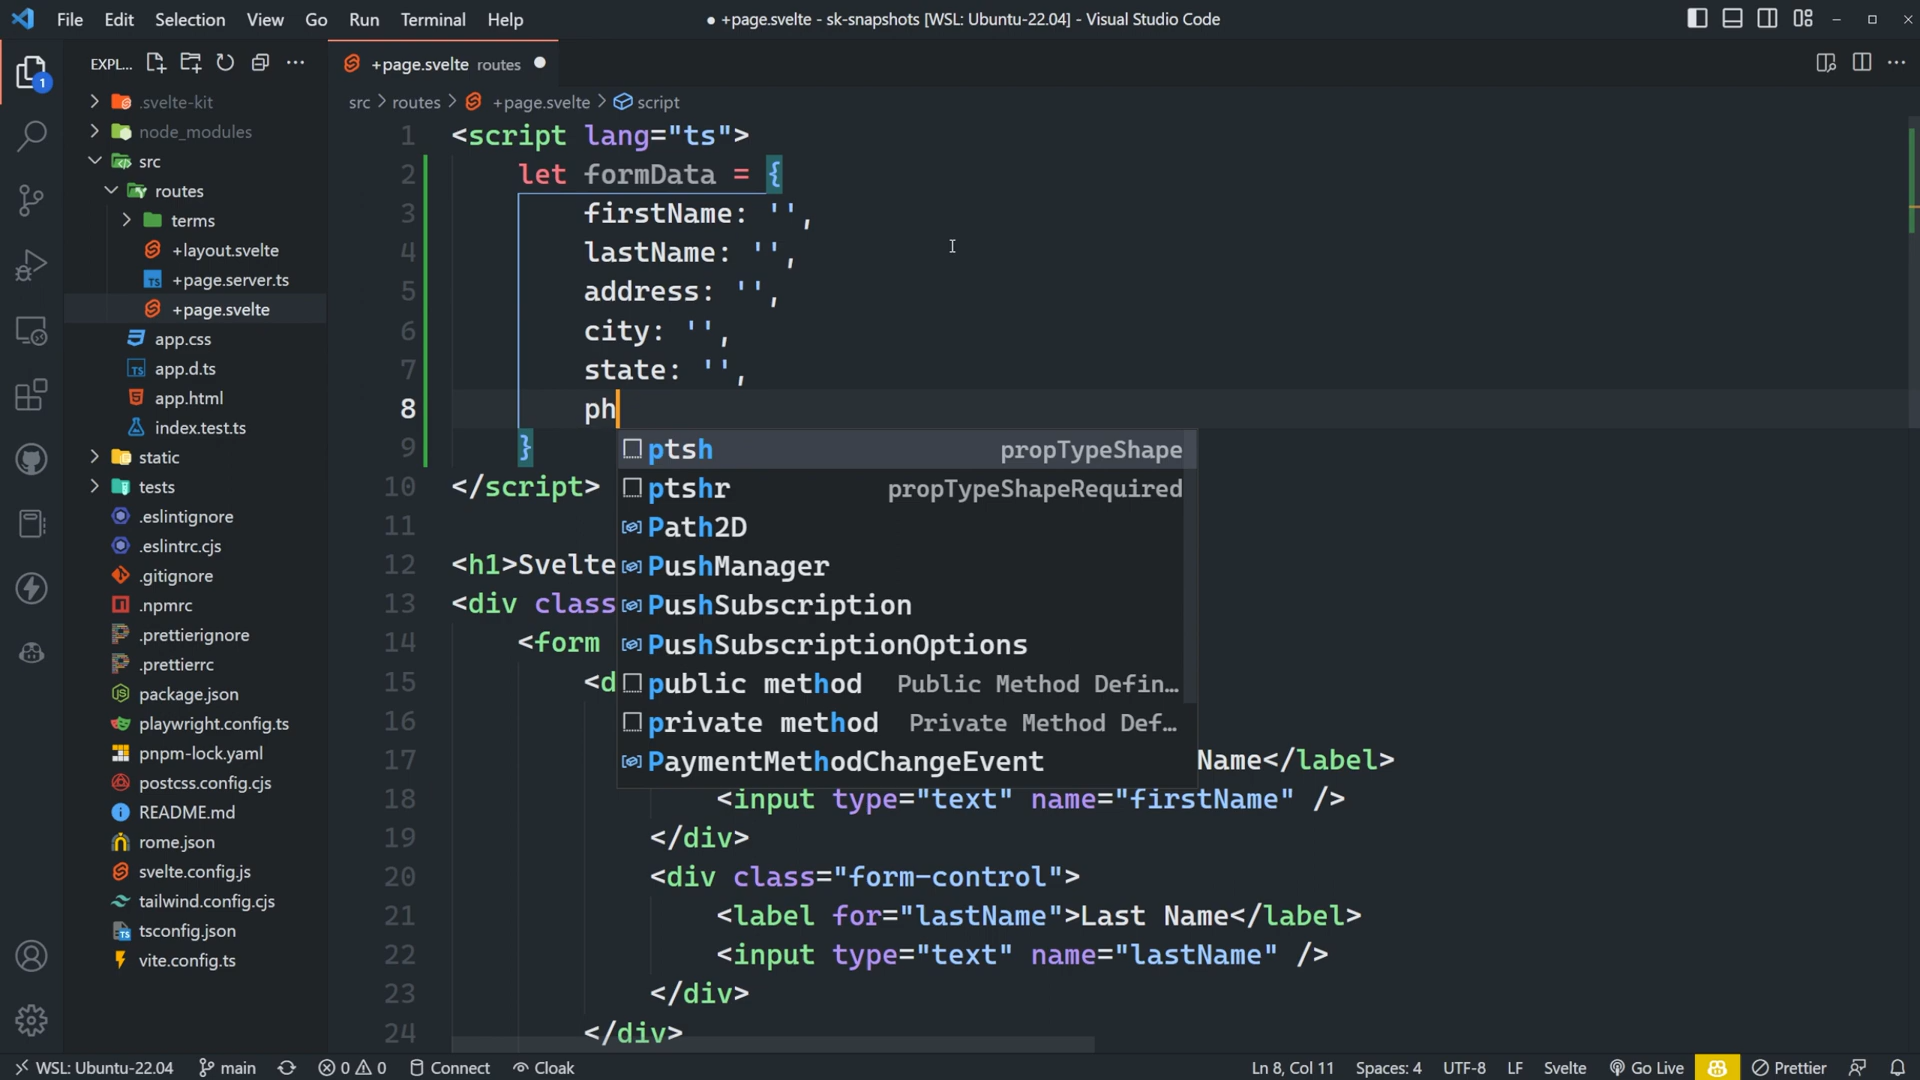 File Edit Selection View Go Run Terminal Help
● +page.svelte - sk-snapshots [WSL: Ubuntu-22.04] - Visual Studio Code
EXPL...
+page.svelte routes
1
src > routes > +page.svelte > script
.svelte-kit
node_modules
src
routes
terms
+layout.svelte
+page.server.ts
+page.svelte
app.css
app.d.ts
app.html
index.test.ts
static
tests
.eslintignore
.eslintrc.cjs
.gitignore
.npmrc
.prettierignore
.prettierrc
package.json
playwright.config.ts
pnpm-lock.yaml
postcss.config.cjs
README.md
rome.json
svelte.config.js
tailwind.config.cjs
tsconfig.json
vite.config.ts
1 <script lang="ts">
2 let formData = {
3 firstName: '',
4 lastName: '',
5 address: '',
6 city: '',
7 state: '',
8 ph
9 }
10 </script>
11
12 <h1>Svelte
13 <div class
14 <form
15 <d
16
17 Name</label>
18 <input type="text" name="firstName" />
19 </div>
20 <div class="form-control">
21 <label for="lastName">Last Name</label>
22 <input type="text" name="lastName" />
23 </div>
24 </div>
ptsh propTypeShape
ptshr propTypeShapeRequired
Path2D
PushManager
PushSubscription
PushSubscriptionOptions
public method Public Method Defin...
private method Private Method Def...
PaymentMethodChangeEvent
WSL: Ubuntu-22.04 main 0 0 Connect Cloak Ln 8, Col 11 Spaces: 4 UTF-8 LF Svelte Go Live Prettier